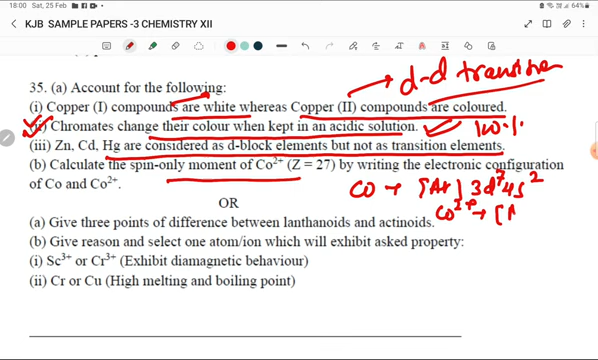 18:00 Sat, 25 Feb
64%
KJB SAMPLE PAPERS -3 CHEMISTRY XII
d-d transition
35. (a) Account for the following:
(i) Copper (I) compounds are white whereas Copper (II) compounds are coloured.
(ii) Chromates change their colour when kept in an acidic solution.
100%
(iii) Zn, Cd, Hg are considered as d-block elements but not as transition elements.
(b) Calculate the spin-only moment of Co²⁺ (Z = 27) by writing the electronic configuration
of Co and Co²⁺.
Co → [Ar] 3d⁷ 4s²
Co²⁺ → [A
OR
(a) Give three points of difference between lanthanoids and actinoids.
(b) Give reason and select one atom/ion which will exhibit asked property:
(i) Sc³⁺ or Cr³⁺ (Exhibit diamagnetic behaviour)
(ii) Cr or Cu (High melting and boiling point)